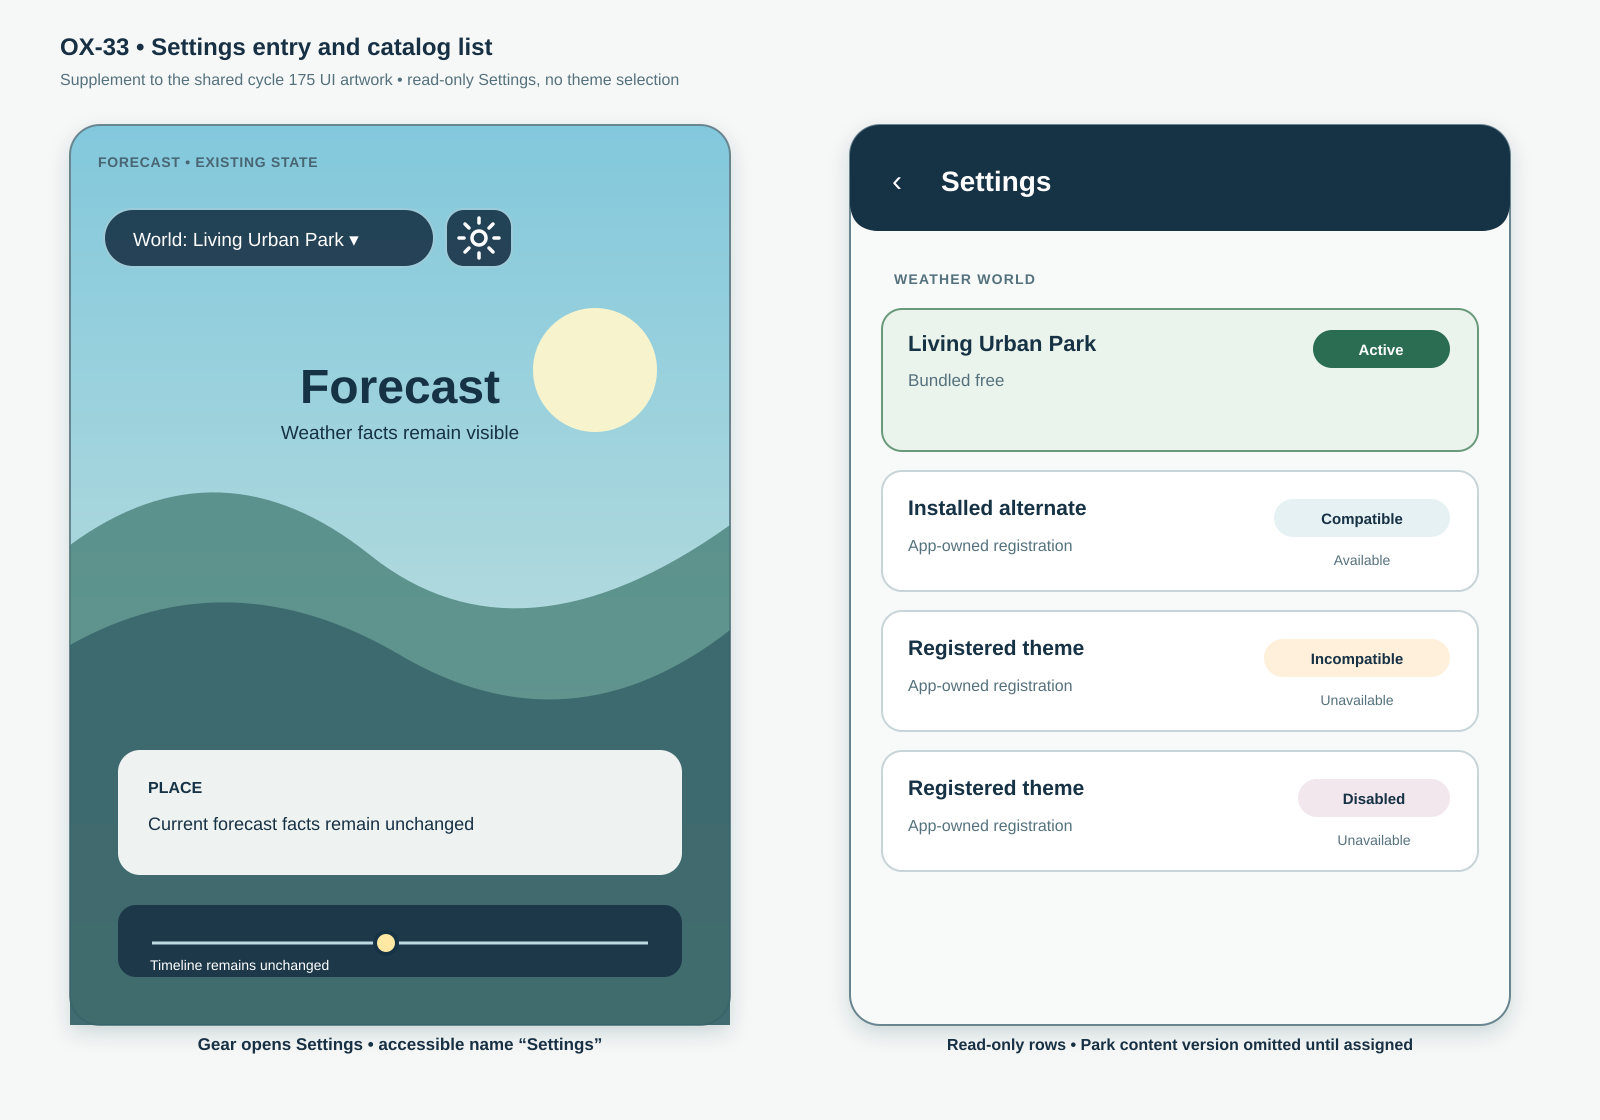 OX-33 • Settings entry and catalog list
Supplement to the shared cycle 175 UI artwork • read-only Settings, no theme selection
FORECAST • EXISTING STATE
World: Living Urban Park ▾
Forecast
Weather facts remain visible
PLACE
Current forecast facts remain unchanged
Timeline remains unchanged
Gear opens Settings • accessible name “Settings”
‹ Settings
WEATHER WORLD
Living Urban Park
Active
Bundled free
Installed alternate
Compatible
App-owned registration
Available
Registered theme
Incompatible
App-owned registration
Unavailable
Registered theme
Disabled
App-owned registration
Unavailable
Read-only rows • Park content version omitted until assigned